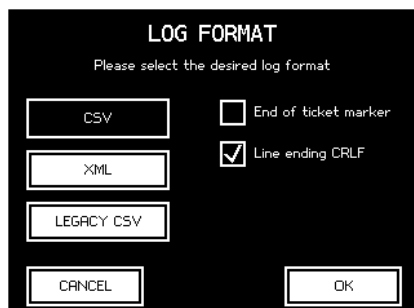 LOG FORMAT
Please select the desired log format
CSV
End of ticket marker
XML
Line ending CRLF
LEGACY CSV
CANCEL
OK